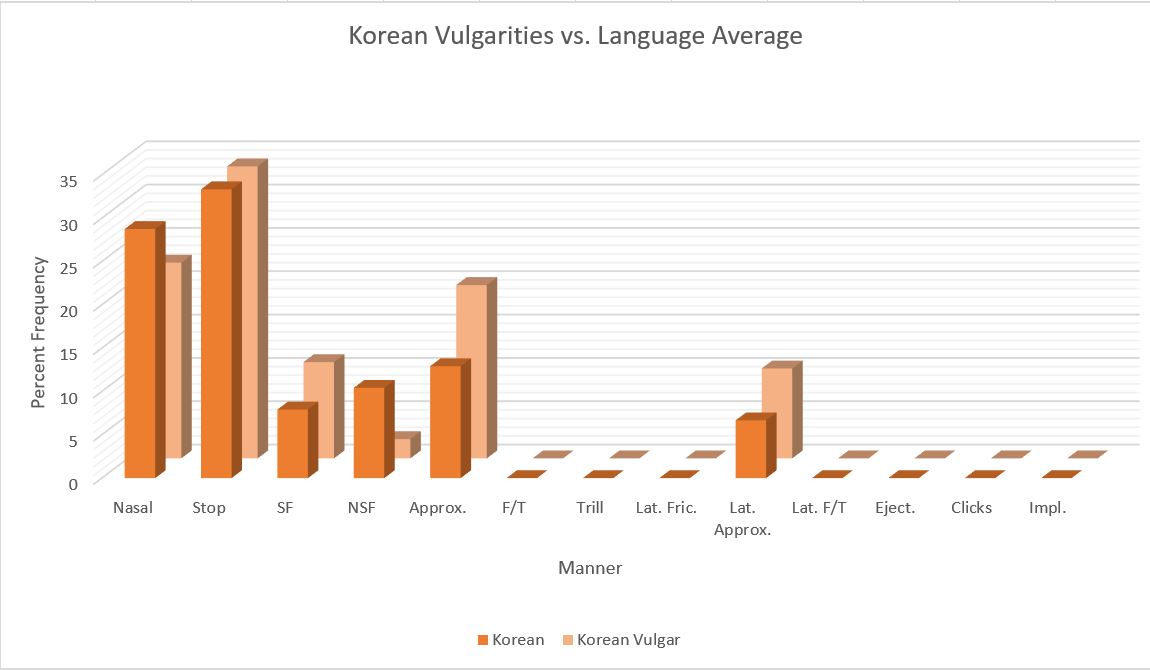 Korean Vulgarities vs. Language Average
Percent Frequency
35
30
25
20
15
10
5
0
Nasal Stop SF NSF Approx. F/T Trill Lat. Fric. Lat. Approx. Lat. F/T Eject. Clicks Impl.
Manner
Korean Korean Vulgar